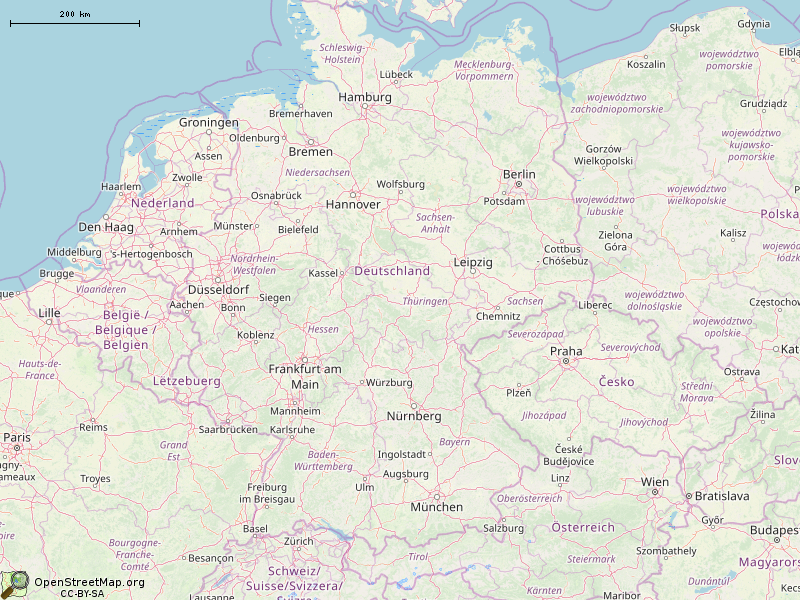 200 km
Słupsk
Gdynia
Schleswig-
Holstein
Koszalin
Elbląg
województwo
pomorskie
Mecklenburg-
Vorpommern
Lübeck
Hamburg
województwo
zachodniopomorskie
Grudziądz
Bremerhaven
Groningen
Oldenburg
województwo
kujawsko-
pomorskie
Assen
Bremen
Gorzów
Wielkopolski
Zwolle
Niedersachsen
Berlin
Haarlem
Osnabrück
Wolfsburg
Potsdam
województwo
lubuskie
województwo
wielkopolskie
Nederland
Hannover
Polska
Den Haag
Arnhem
Münster
Bielefeld
Sachsen-
Anhalt
Zielona
Góra
Kalisz
Middelburg
's-Hertogenbosch
Cottbus
- Chóśebuz
Brugge
Nordrhein-
Westfalen
Kassel
Deutschland
Leipzig
Vlaanderen
Düsseldorf
Siegen
Thüringen
Sachsen
województwo
dolnośląskie
Częstochowa
Aachen
Bonn
Chemnitz
Liberec
Lille
België /
Belgique /
Belgien
Koblenz
Hessen
Severozápad
Severovýchod
województwo
opolskie
Praha
Hauts-de-
France
Lëtzebuerg
Frankfurt am
Main
Würzburg
Plzeň
Česko
Střední
Morava
Ostrava
Mannheim
Nürnberg
Jihozápad
Jihovýchod
Žilina
Reims
Saarbrücken
Karlsruhe
Paris
Grand
Est
Baden-
Württemberg
Ingolstadt
Bayern
České
Budějovice
Troyes
Ulm
Augsburg
Linz
Wien
Bratislava
Freiburg
im Breisgau
München
Oberösterreich
Győr
Basel
Salzburg
Österreich
Budapest
Bourgogne-
Franche-
Comté
Besançon
Zürich
Tirol
Steiermark
Szombathely
Magyarország
Schweiz/
Suisse/Svizzera/
Kärnten
Dunántúl
Lausanne
Maribor
OpenStreetMap.org
CC-BY-SA